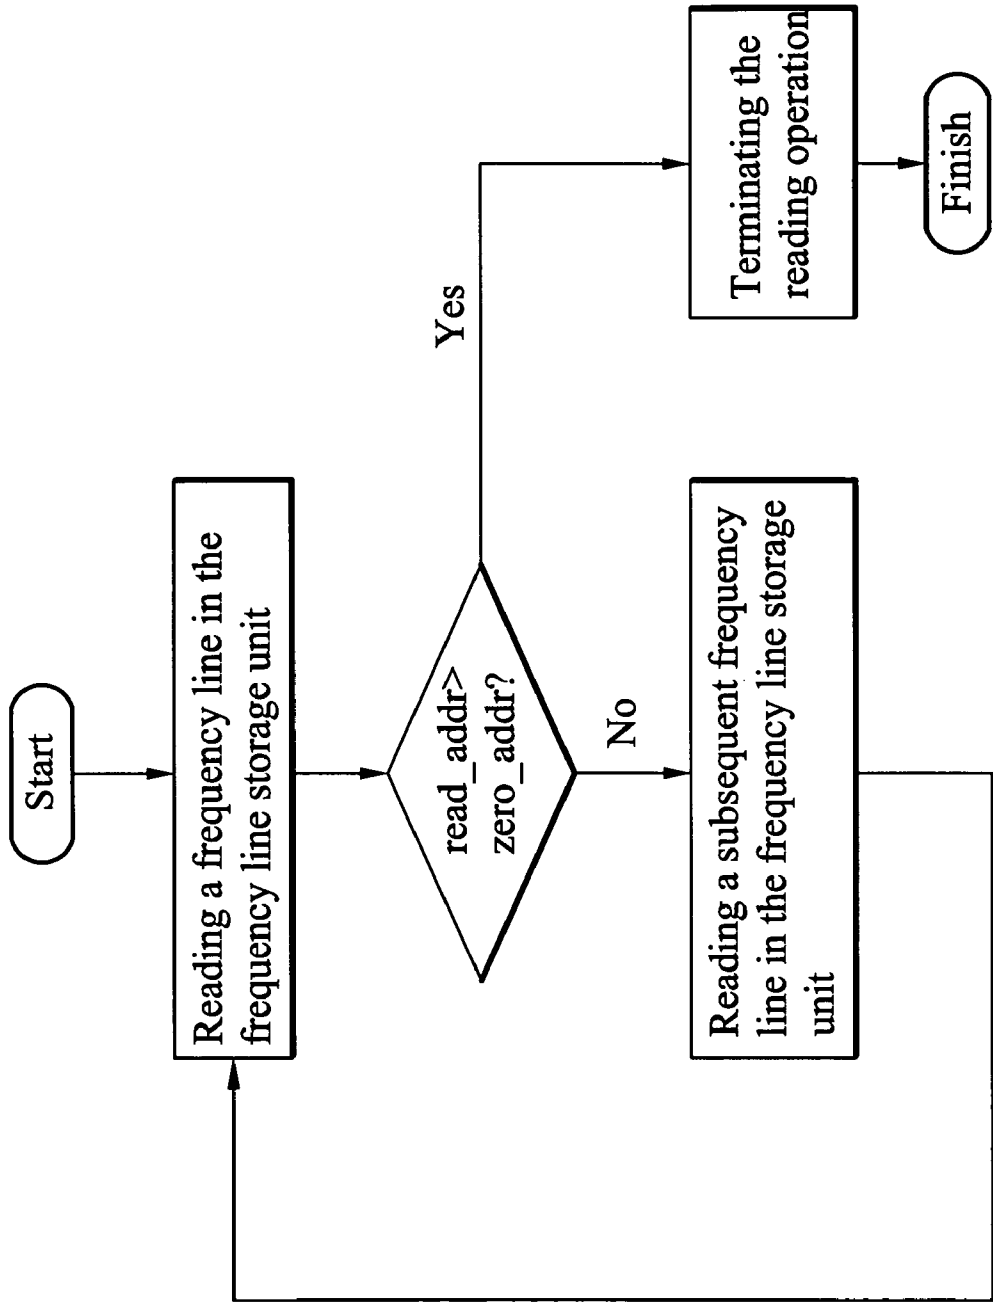 Start
Reading a frequency line in the
frequency line storage unit
read_addr>
zero_addr?
Yes
No
Terminating the
reading operation
Reading a subsequent frequency
line in the frequency line storage
unit
Finish